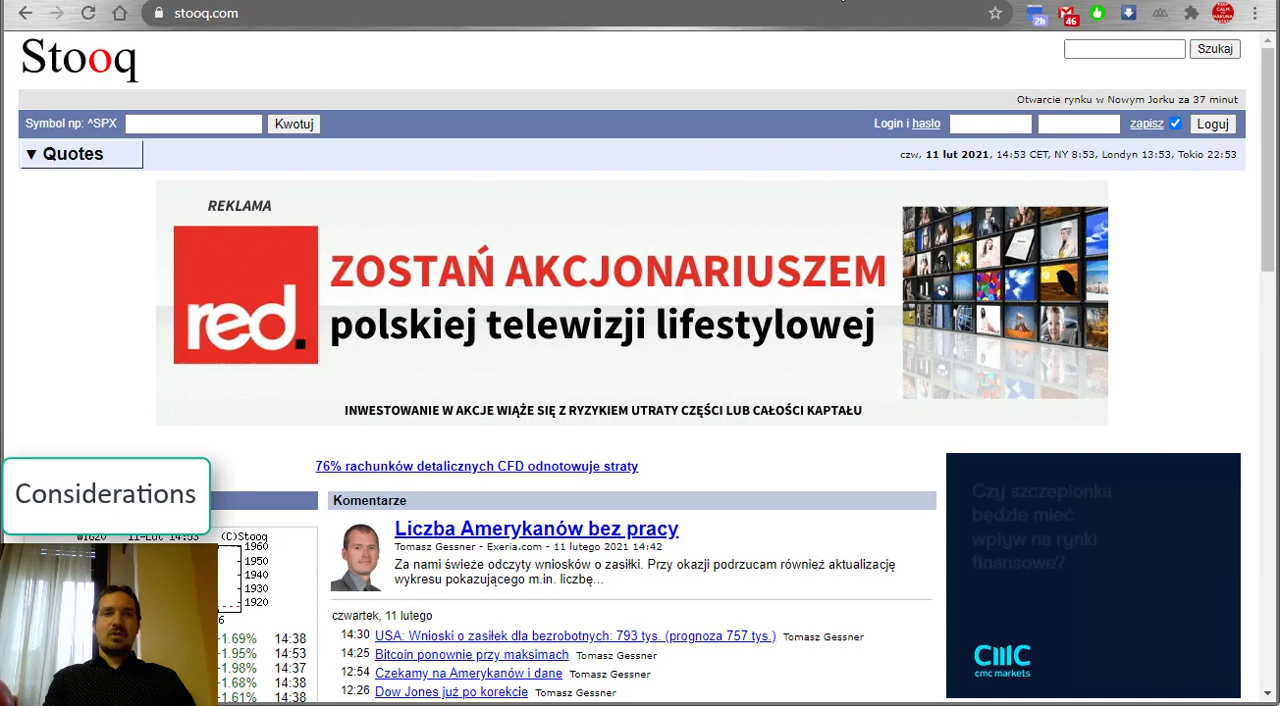 stooq.com
2h
46
Stooq
Szukaj
Otwarcie rynku w Nowym Jorku za 37 minut
Symbol np: ^SPX
Kwotuj
Login i hasło
zapisz
Loguj
▼ Quotes
czw, 11 lut 2021, 14:53 CET, NY 8:53, Londyn 13:53, Tokio 22:53
REKLAMA
red.
ZOSTAŃ AKCJONARIUSZEM
polskiej telewizji lifestylowej
INWESTOWANIE W AKCJE WIĄŻE SIĘ Z RYZYKIEM UTRATY CZĘŚCI LUB CAŁOŚCI KAPTAŁU
76% rachunków detalicznych CFD odnotowuje straty
Considerations
11-Lut 14:53 (C)Stooq
1960
1950
1940
1930
1920
1.69% 14:38
1.95% 14:53
1.98% 14:37
1.68% 14:38
1.61% 14:38
Komentarze
Liczba Amerykanów bez pracy
Tomasz Gessner - Exeria.com - 11 lutego 2021 14:42
Za nami świeże odczyty wniosków o zasiłki. Przy okazji podrzucam również aktualizację
wykresu pokazującego m.in. liczbę...
czwartek, 11 lutego
14:30 USA: Wnioski o zasiłek dla bezrobotnych: 793 tys. (prognoza 757 tys.) Tomasz Gessner
14:25 Bitcoin ponownie przy maksimach Tomasz Gessner
12:54 Czekamy na Amerykanów i dane Tomasz Gessner
12:26 Dow Jones już po korekcie Tomasz Gessner
Czy szczepionka
będzie mieć
wpływ na rynki
finansowe?
cmc markets